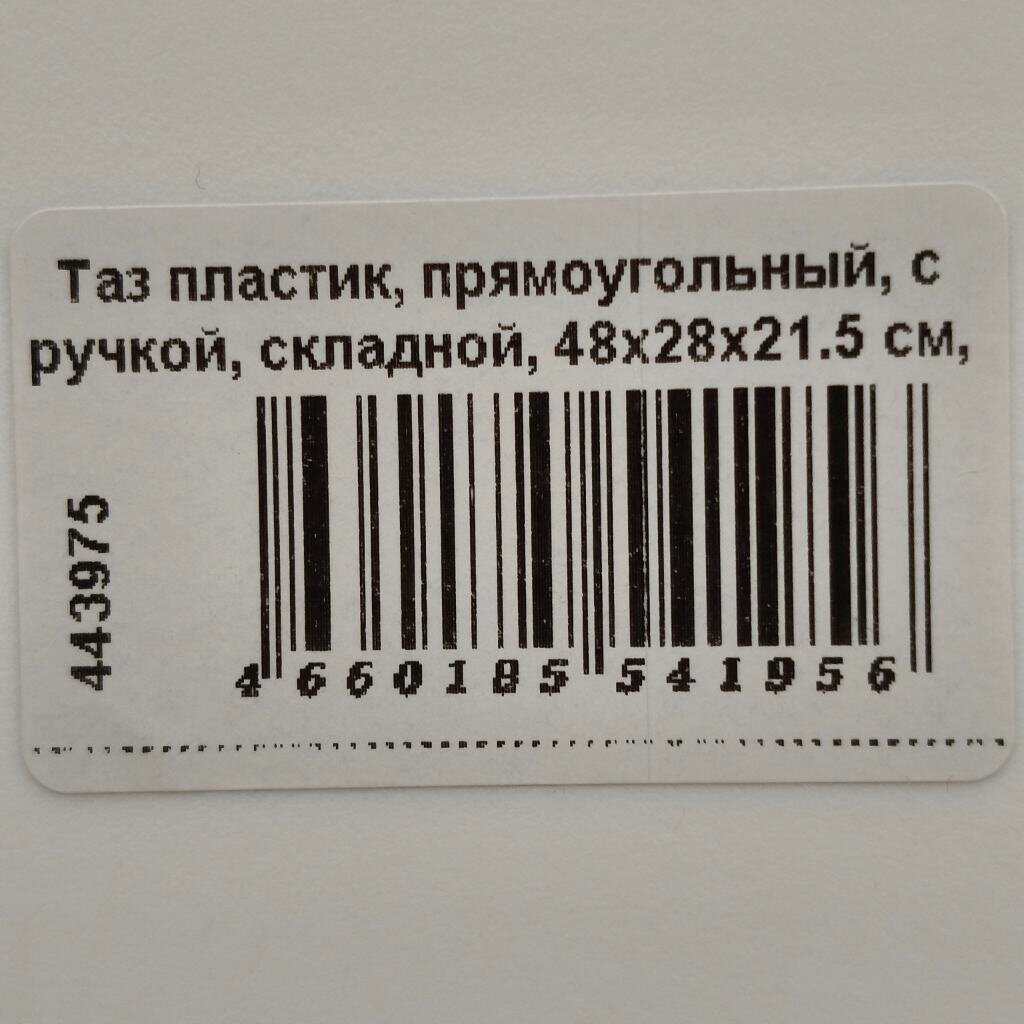 Таз пластик, прямоугольный, с
ручкой, складной, 48x28x21.5 см,
443975
4 660185 541956